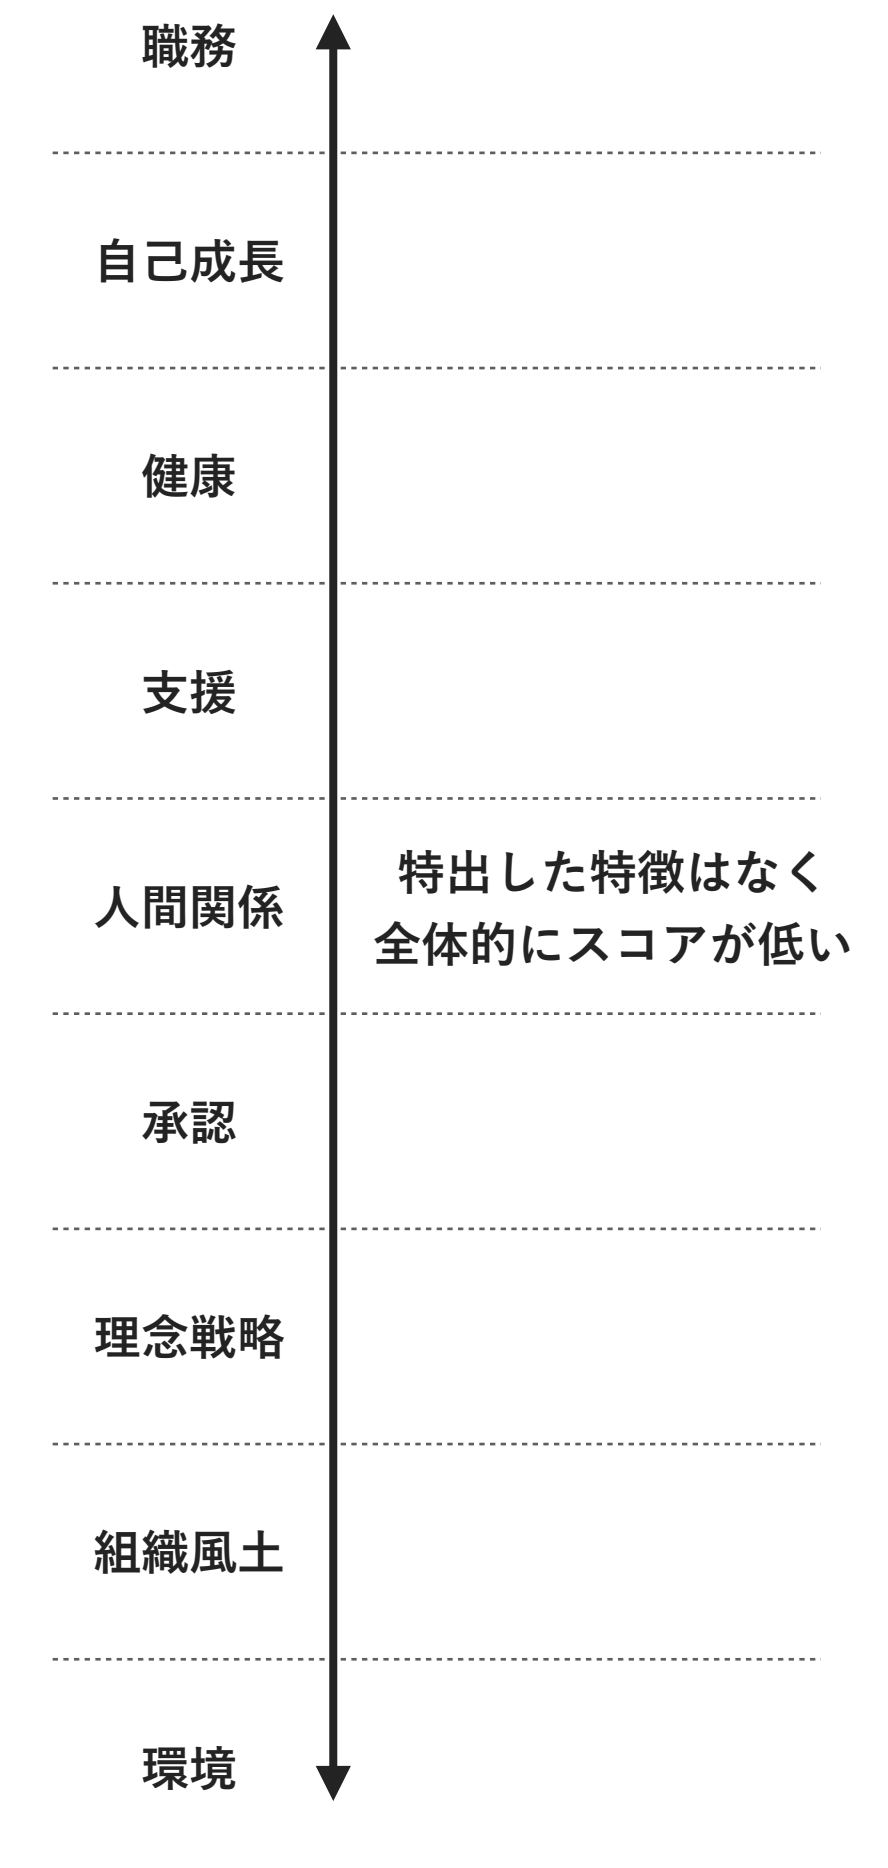 職務
自己成長
健康
支援
人間関係
特出した特徴はなく
全体的にスコアが低い
承認
理念戦略
組織風土
環境